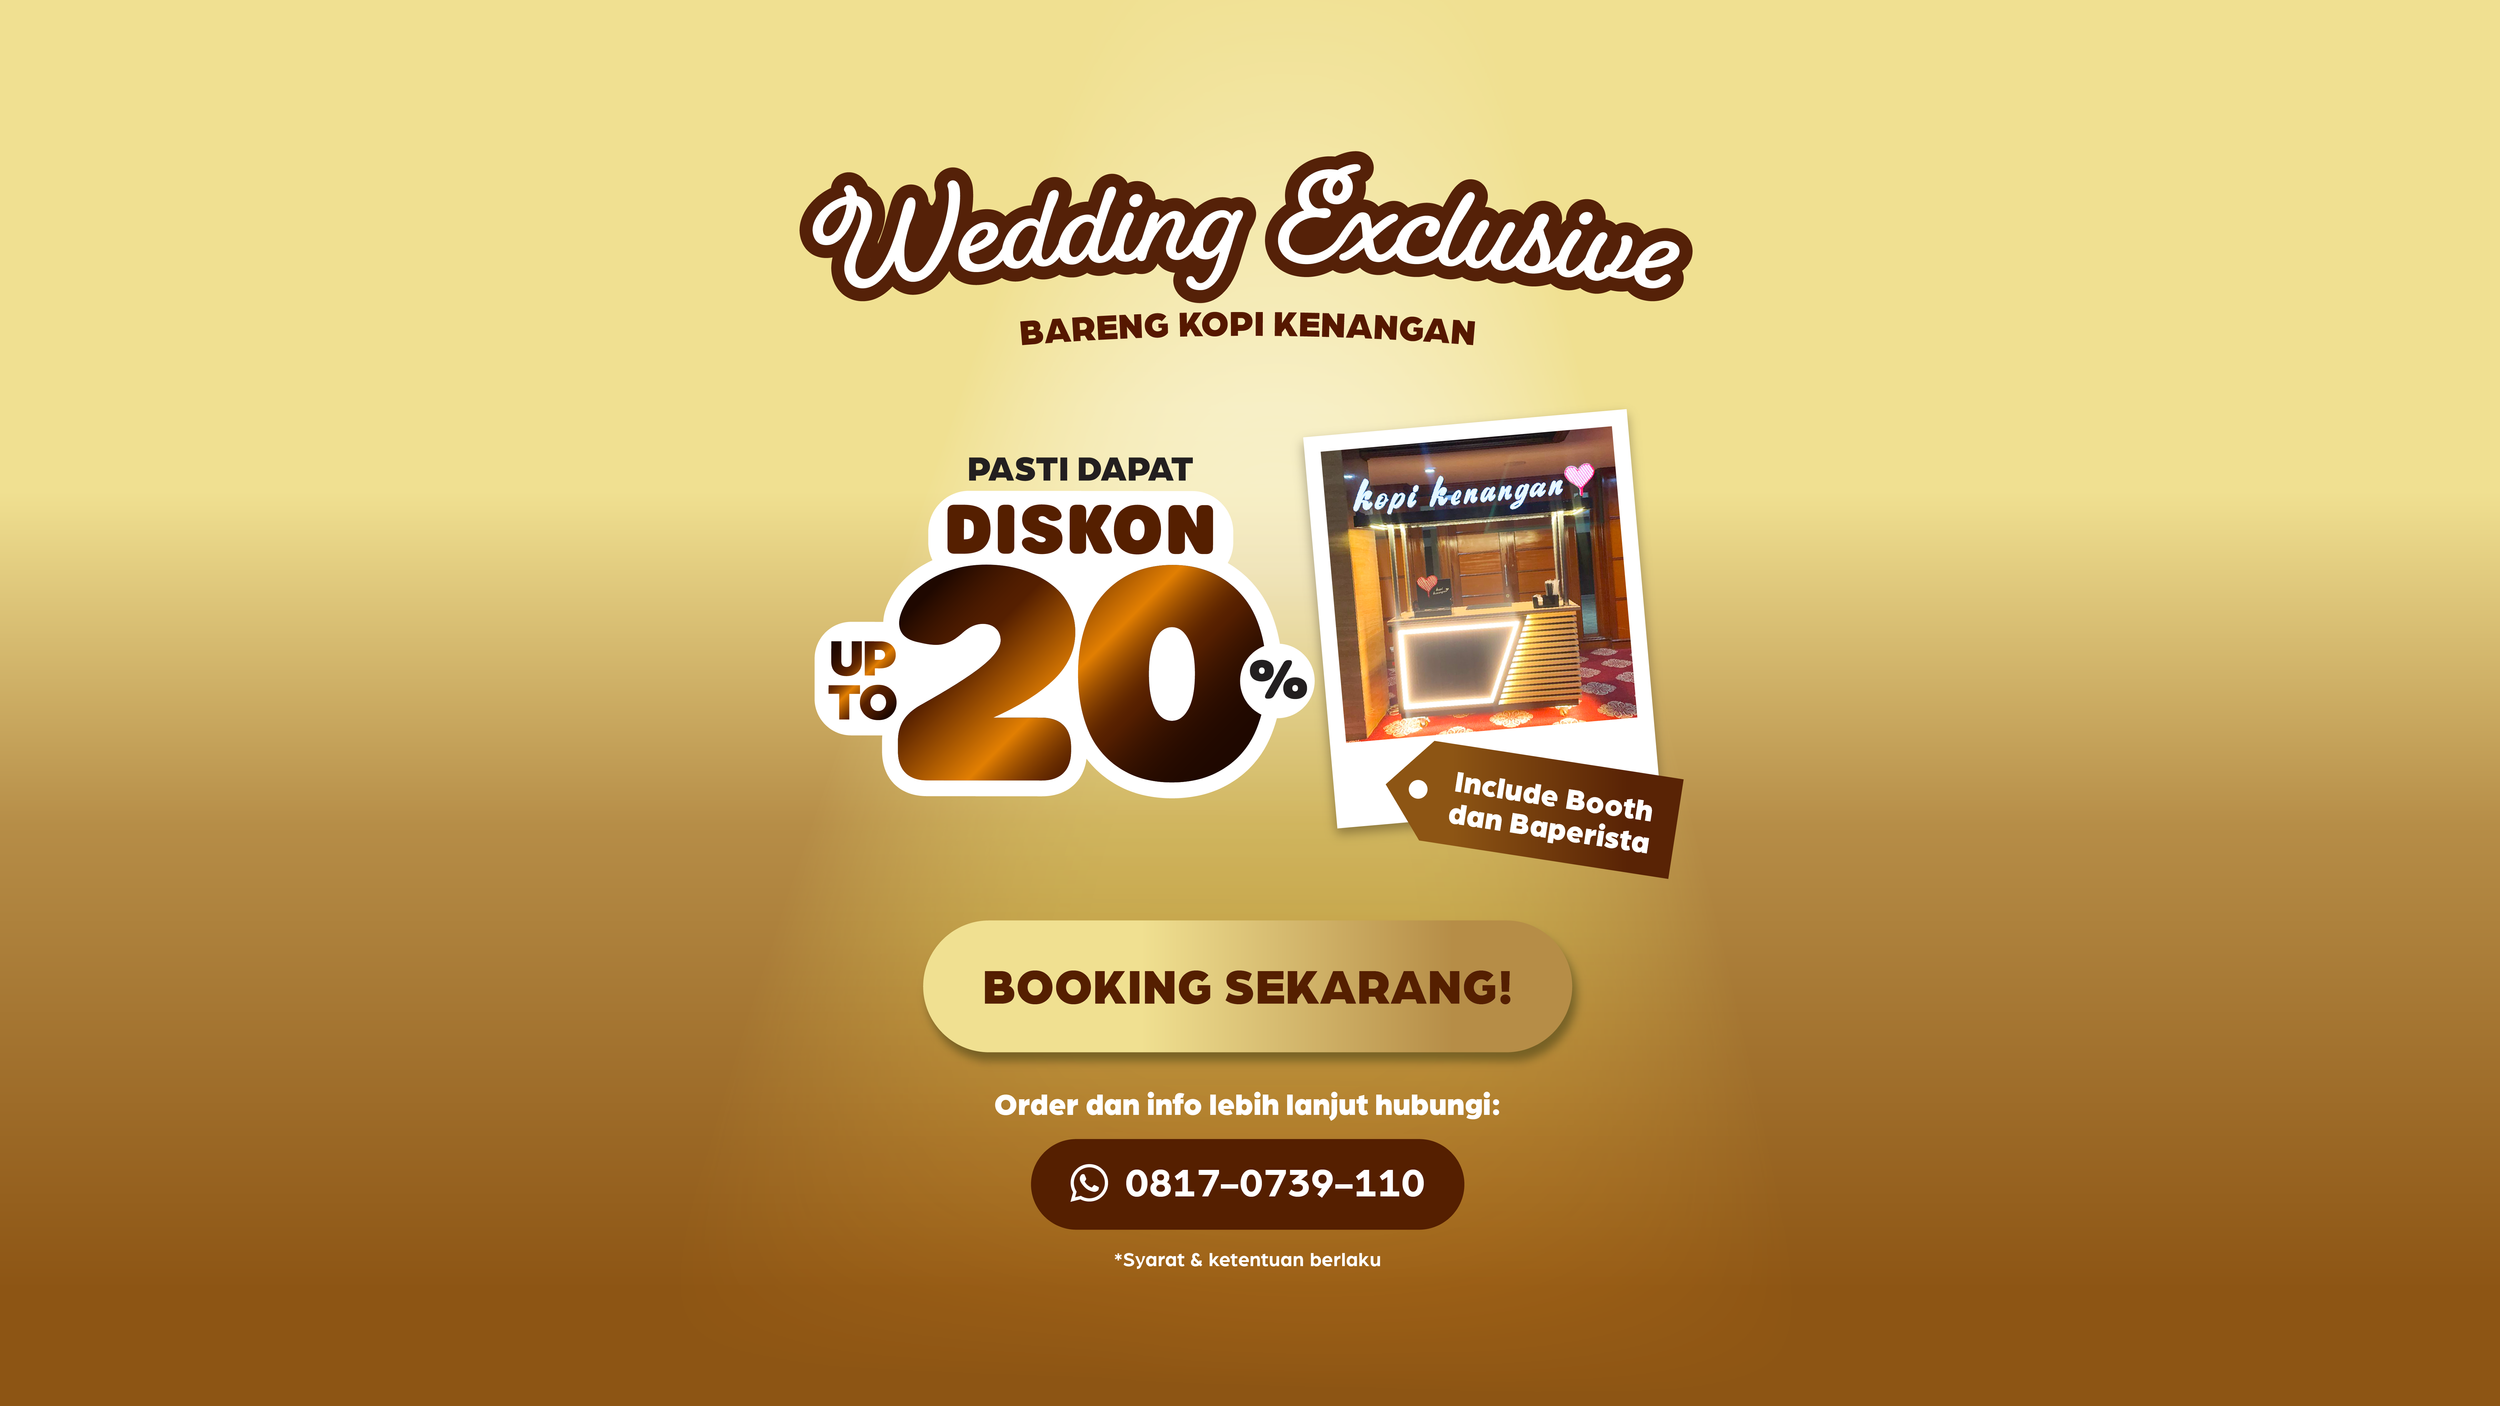 Wedding Exclusive
BARENG KOPI KENANGAN
PASTI DAPAT
DISKON
UP
TO
20%
kopi kenangan
Include Booth
dan Baperista
BOOKING SEKARANG!
Order dan info lebih lanjut hubungi:
0817-0739-110
*Syarat & ketentuan berlaku